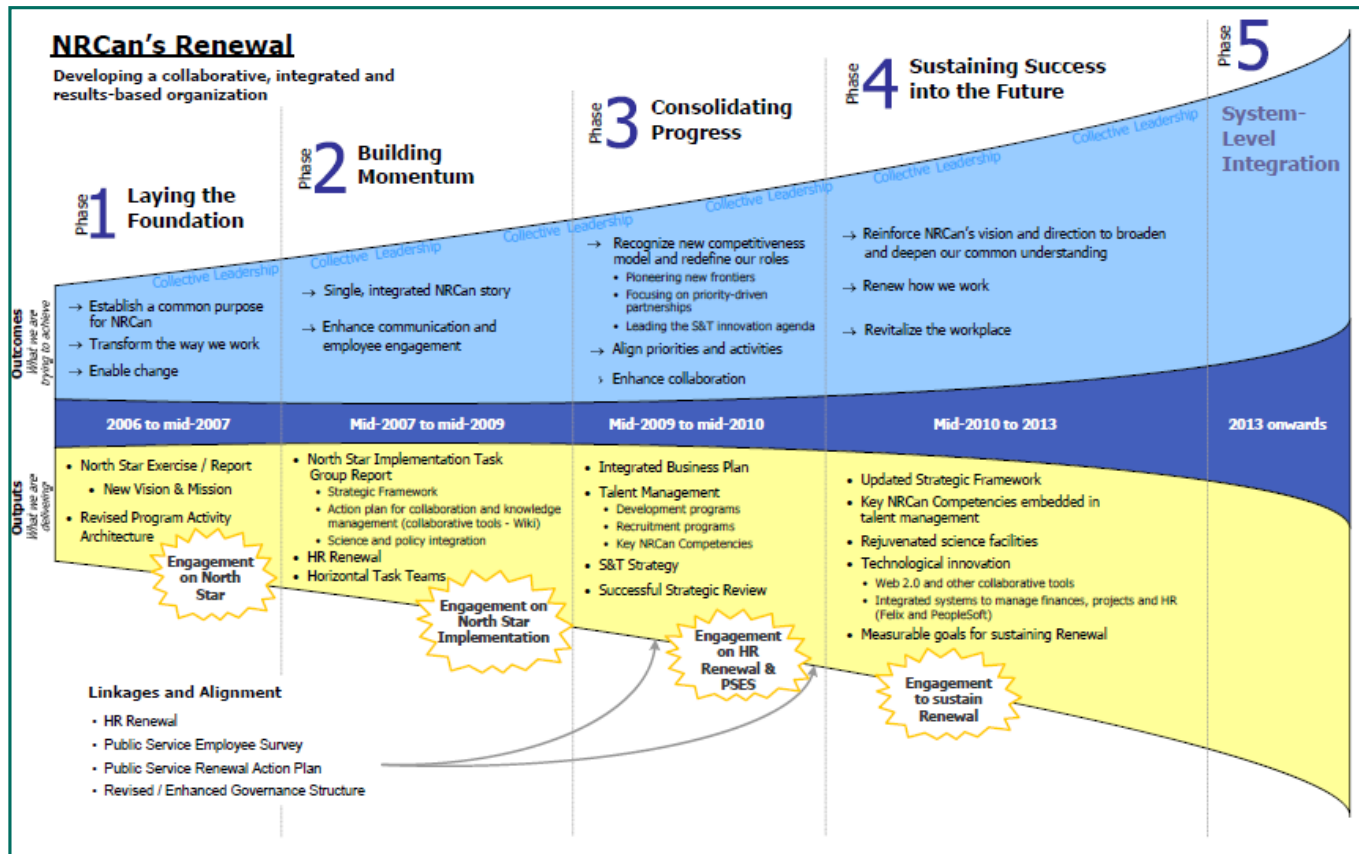 NRCan's Renewal
Developing a collaborative, integrated and
results-based organization
Phase 1
Laying the
Foundation
Phase 2
Building
Momentum
Phase 3
Consolidating
Progress
Phase 4
Sustaining Success
into the Future
Phase 5
System-
Level
Integration
Collective Leadership
Collective Leadership
Collective Leadership
Collective Leadership
Collective Leadership
Collective Leadership
Outcomes
What we are
trying to achieve
→ Establish a common purpose
for NRCan
→ Transform the way we work
→ Enable change
→ Single, integrated NRCan story
→ Enhance communication and
employee engagement
→ Recognize new competitiveness
model and redefine our roles
• Pioneering new frontiers
• Focusing on priority-driven
partnerships
• Leading the S&T innovation agenda
→ Align priorities and activities
› Enhance collaboration
→ Reinforce NRCan's vision and direction to broaden
and deepen our common understanding
→ Renew how we work
→ Revitalize the workplace
2006 to mid-2007
Mid-2007 to mid-2009
Mid-2009 to mid-2010
Mid-2010 to 2013
2013 onwards
Outputs
What we are
delivering
• North Star Exercise / Report
• New Vision & Mission
• Revised Program Activity
Architecture
Engagement
on North
Star
• North Star Implementation Task
Group Report
• Strategic Framework
• Action plan for collaboration and knowledge
management (collaborative tools - Wiki)
• Science and policy integration
• HR Renewal
• Horizontal Task Teams
Engagement on
North Star
Implementation
• Integrated Business Plan
• Talent Management
• Development programs
• Recruitment programs
• Key NRCan Competencies
• S&T Strategy
• Successful Strategic Review
Engagement
on HR
Renewal &
PSES
• Updated Strategic Framework
• Key NRCan Competencies embedded in
talent management
• Rejuvenated science facilities
• Technological innovation
• Web 2.0 and other collaborative tools
• Integrated systems to manage finances, projects and HR
(Felix and PeopleSoft)
• Measurable goals for sustaining Renewal
Engagement
to sustain
Renewal
Linkages and Alignment
• HR Renewal
• Public Service Employee Survey
• Public Service Renewal Action Plan
• Revised / Enhanced Governance Structure